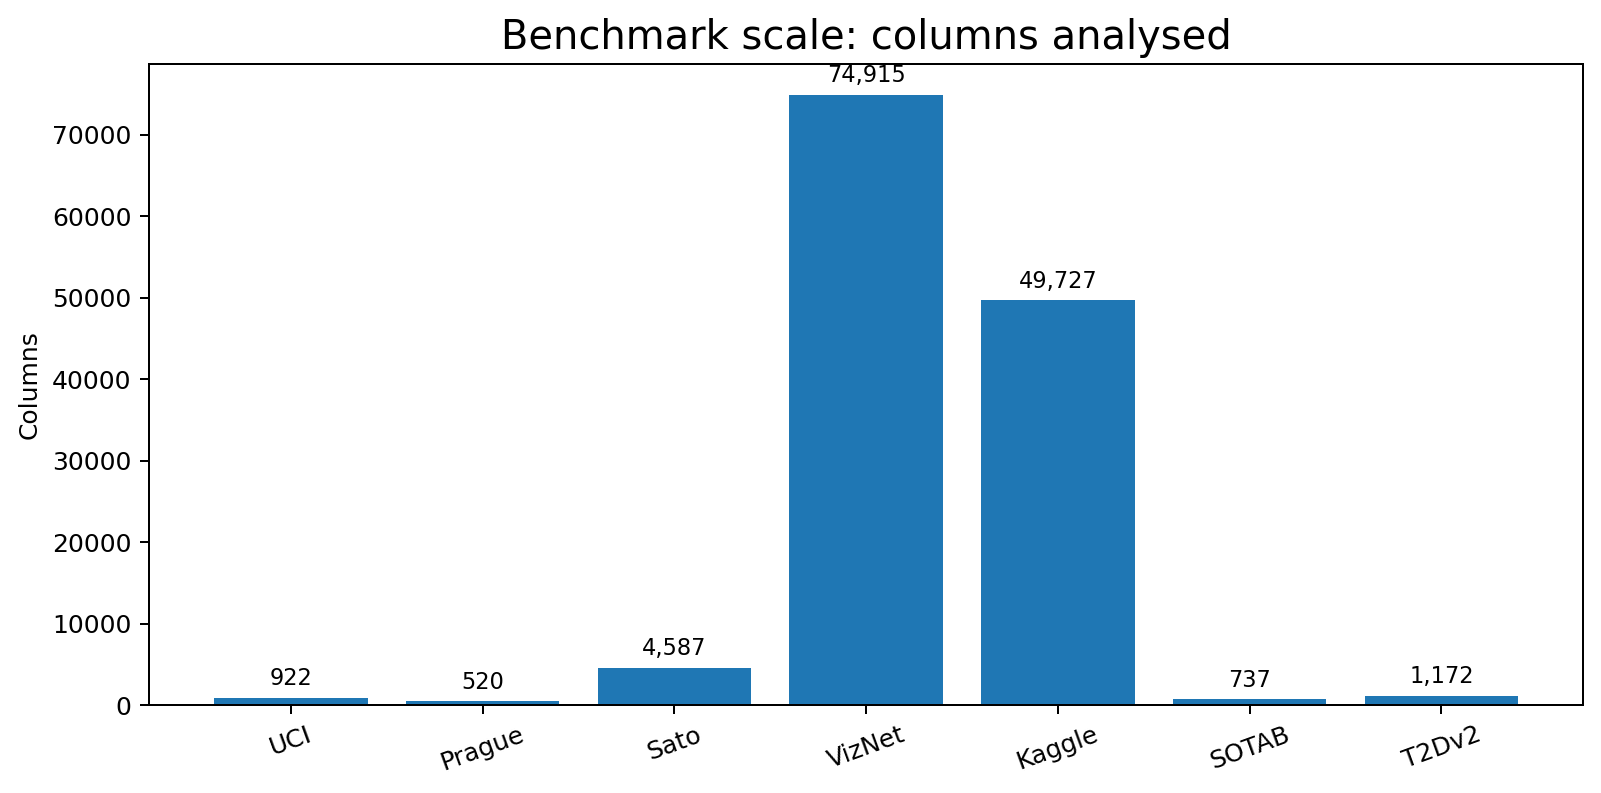 Benchmark scale: columns analysed
Columns
70000
60000
50000
40000
30000
20000
10000
0
922
520
4,587
74,915
49,727
737
1,172
UCI
Prague
Sato
VizNet
Kaggle
SOTAB
T2Dv2